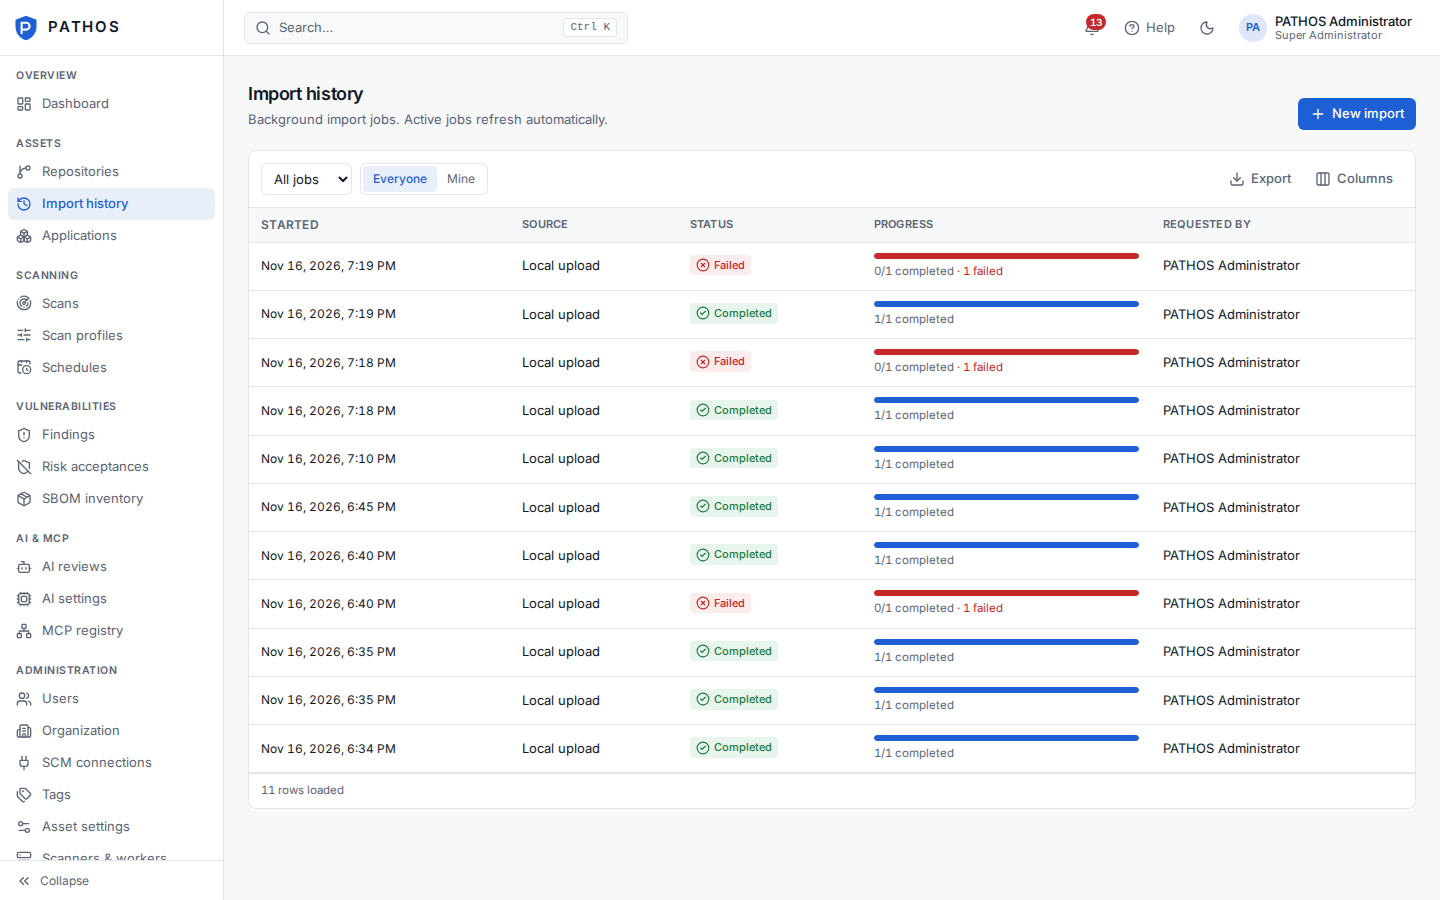 PATHOS
Search...
Ctrl K
13
Help
PA
PATHOS Administrator
Super Administrator
OVERVIEW
Dashboard
ASSETS
Repositories
Import history
Applications
SCANNING
Scans
Scan profiles
Schedules
VULNERABILITIES
Findings
Risk acceptances
SBOM inventory
AI & MCP
AI reviews
AI settings
MCP registry
ADMINISTRATION
Users
Organization
SCM connections
Tags
Asset settings
Scanners & workers
Collapse
Import history
Background import jobs. Active jobs refresh automatically.
New import
All jobs
Everyone
Mine
Export
Columns
STARTED SOURCE STATUS PROGRESS REQUESTED BY
Nov 16, 2026, 7:19 PM Local upload Failed 0/1 completed · 1 failed PATHOS Administrator
Nov 16, 2026, 7:19 PM Local upload Completed 1/1 completed PATHOS Administrator
Nov 16, 2026, 7:18 PM Local upload Failed 0/1 completed · 1 failed PATHOS Administrator
Nov 16, 2026, 7:18 PM Local upload Completed 1/1 completed PATHOS Administrator
Nov 16, 2026, 7:10 PM Local upload Completed 1/1 completed PATHOS Administrator
Nov 16, 2026, 6:45 PM Local upload Completed 1/1 completed PATHOS Administrator
Nov 16, 2026, 6:40 PM Local upload Completed 1/1 completed PATHOS Administrator
Nov 16, 2026, 6:40 PM Local upload Failed 0/1 completed · 1 failed PATHOS Administrator
Nov 16, 2026, 6:35 PM Local upload Completed 1/1 completed PATHOS Administrator
Nov 16, 2026, 6:35 PM Local upload Completed 1/1 completed PATHOS Administrator
Nov 16, 2026, 6:34 PM Local upload Completed 1/1 completed PATHOS Administrator
11 rows loaded